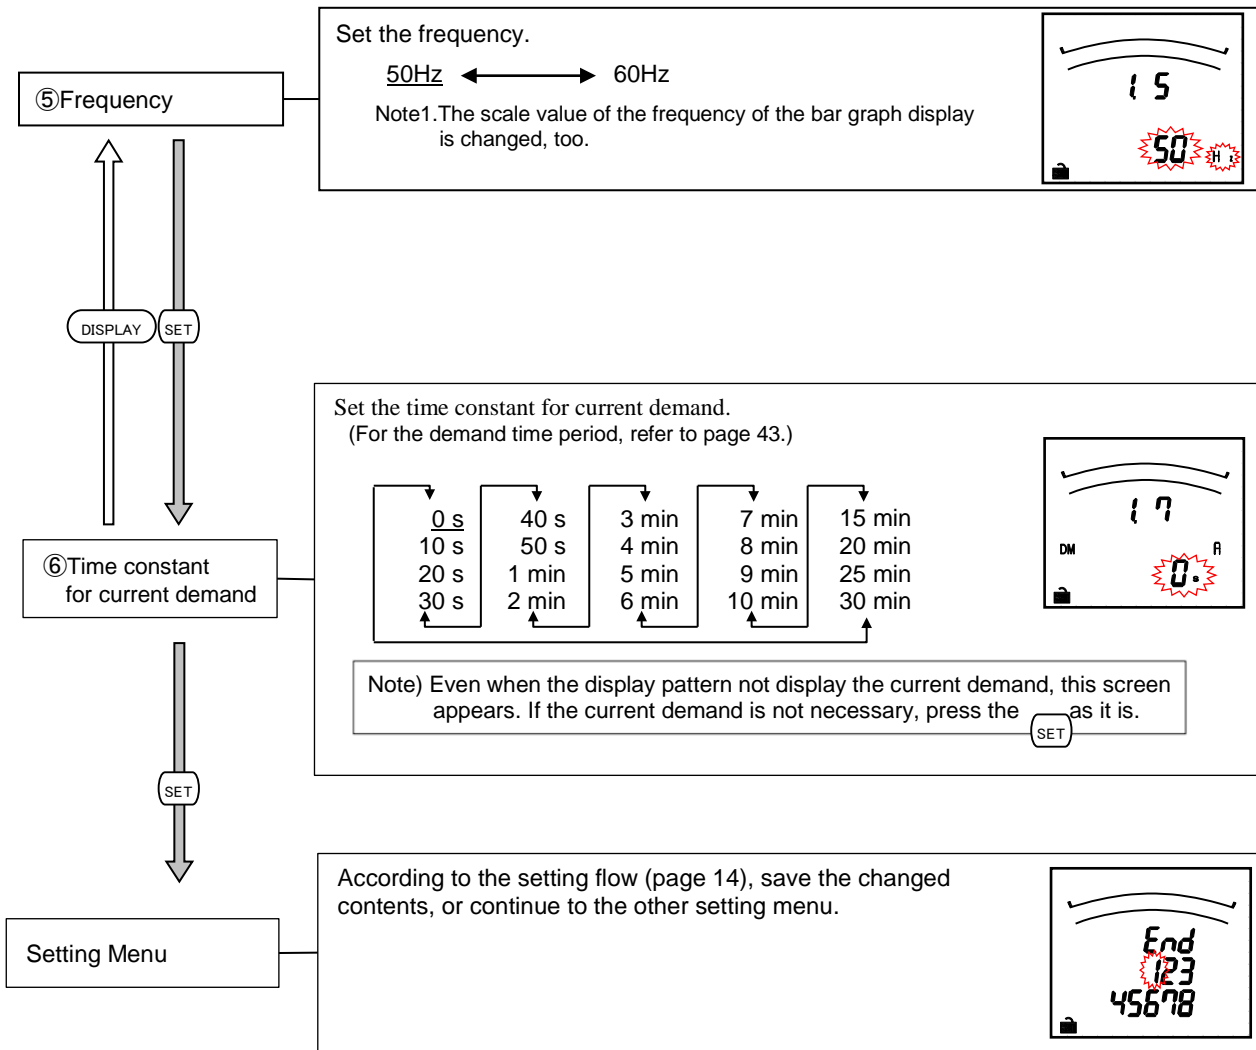 ⑤Frequency
Set the frequency.
50Hz 60Hz
Note1.The scale value of the frequency of the bar graph display
is changed, too.
1.5
50 Hz
DISPLAY SET
⑥Time constant
for current demand
Set the time constant for current demand.
(For the demand time period, refer to page 43.)
0 s 40 s 3 min 7 min 15 min
10 s 50 s 4 min 8 min 20 min
20 s 1 min 5 min 9 min 25 min
30 s 2 min 6 min 10 min 30 min
1.7
DM A
0 s
Note) Even when the display pattern not display the current demand, this screen
appears. If the current demand is not necessary, press the SET as it is.
SET
Setting Menu
According to the setting flow (page 14), save the changed
contents, or continue to the other setting menu.
End
123
45678